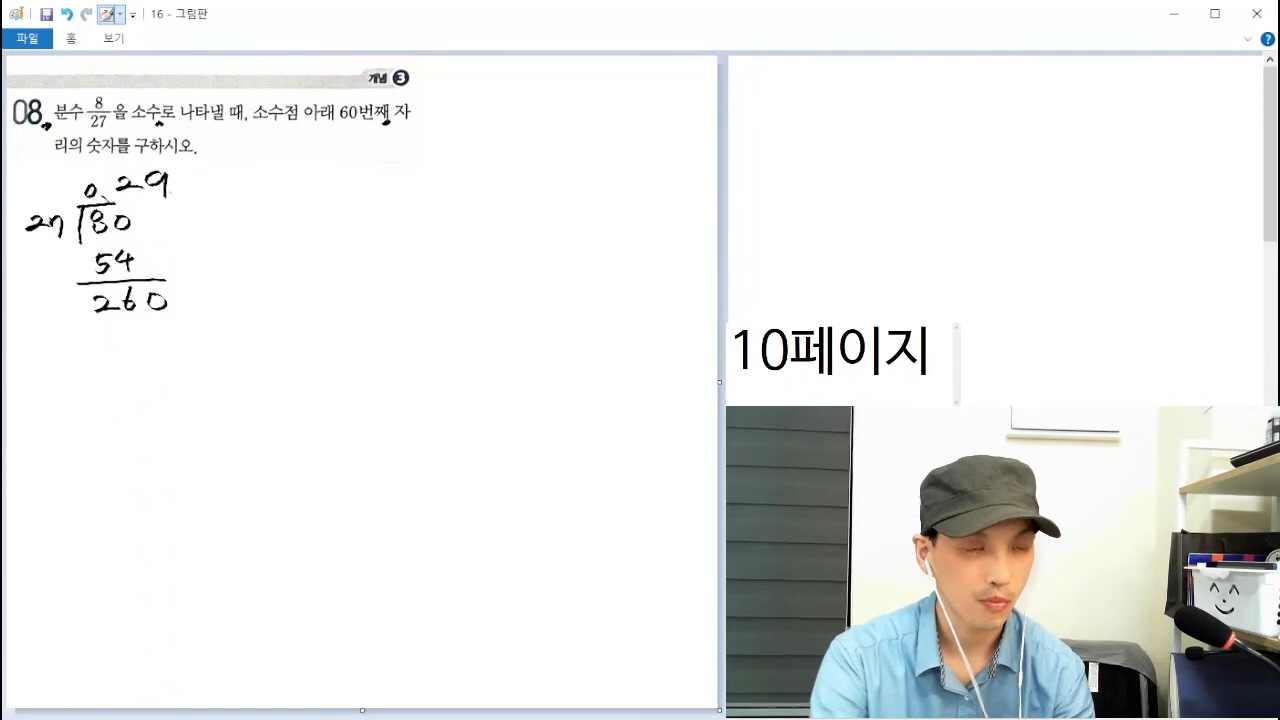 16 - 그림판
파일 홈 보기
개념 3
08 분수 8/27 을 소수로 나타낼 때, 소수점 아래 60번째 자
리의 숫자를 구하시오.
0.29
27 80
54
260
10페이지